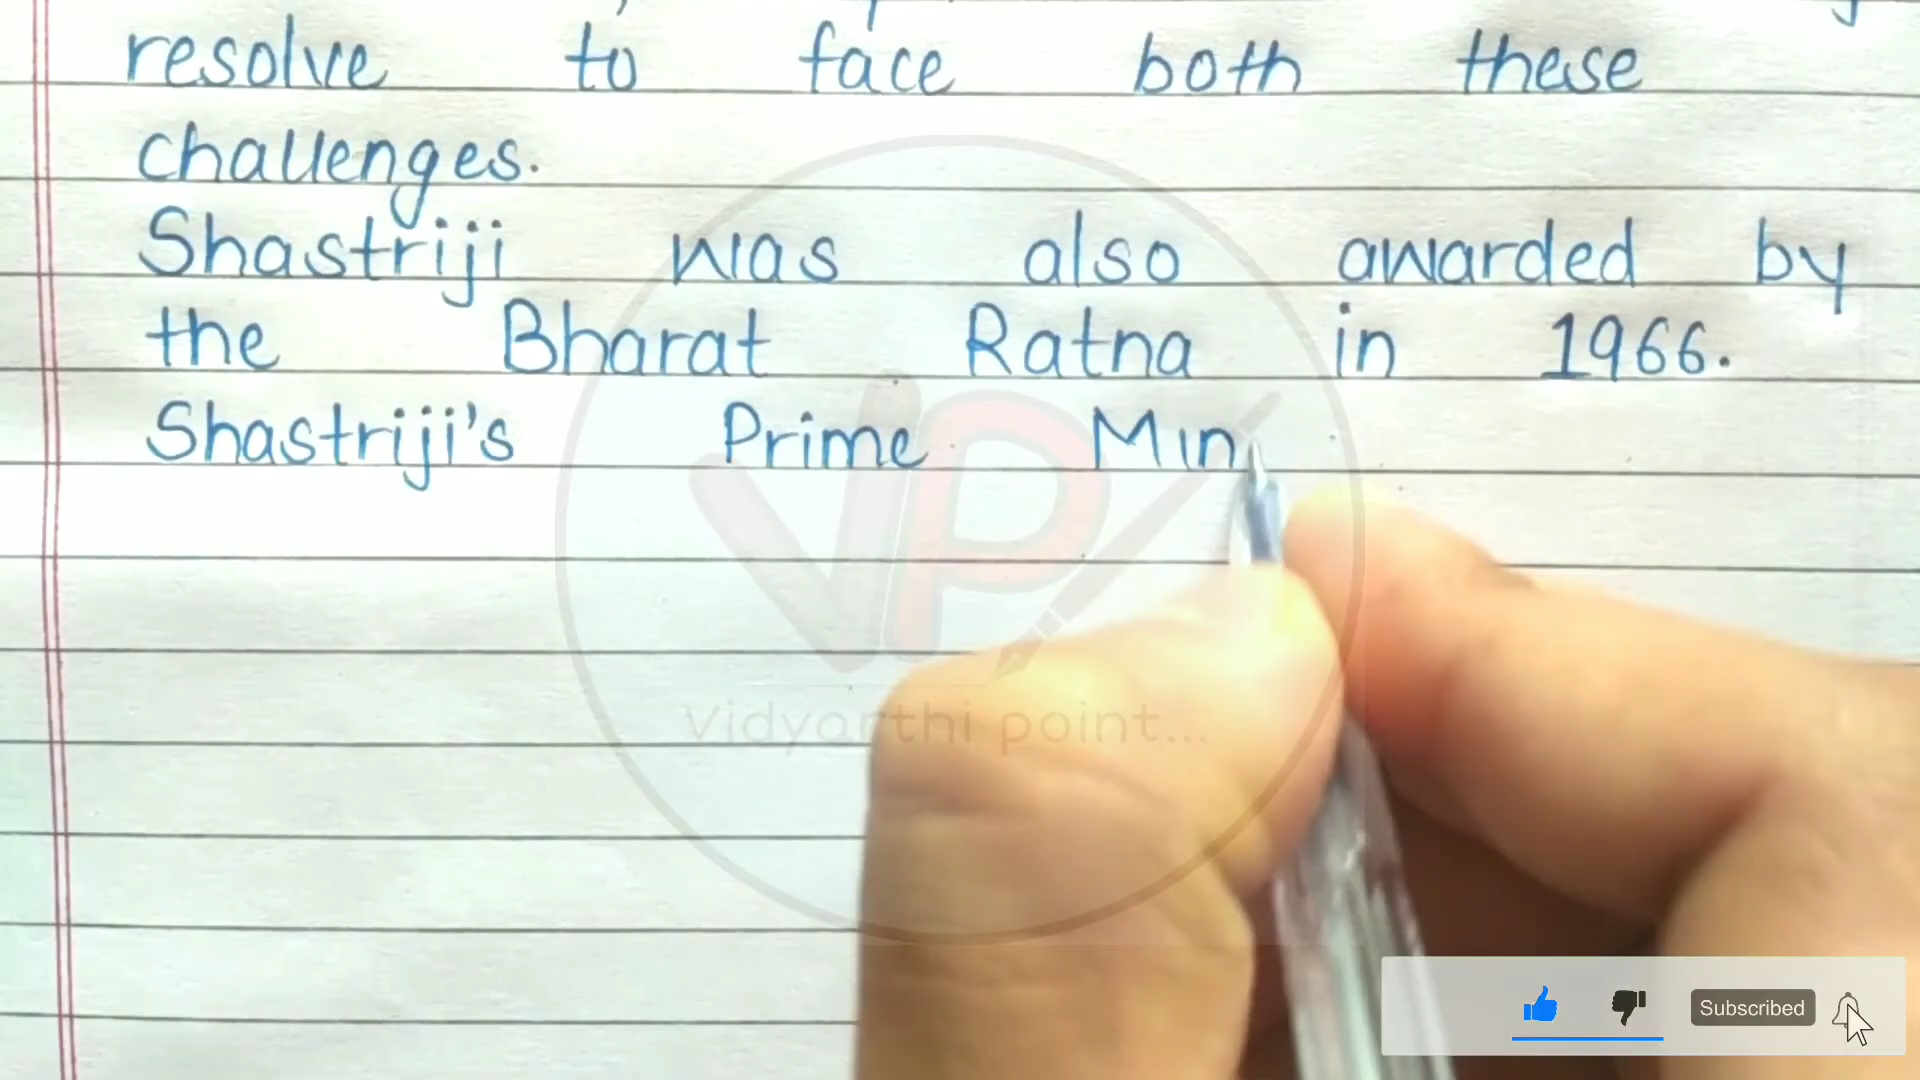 resolve to face both these
challenges.
Shastriji was also awarded by
the Bharat Ratna in 1966.
Shastriji's Prime Min
Vidyarthi point...
Subscribed